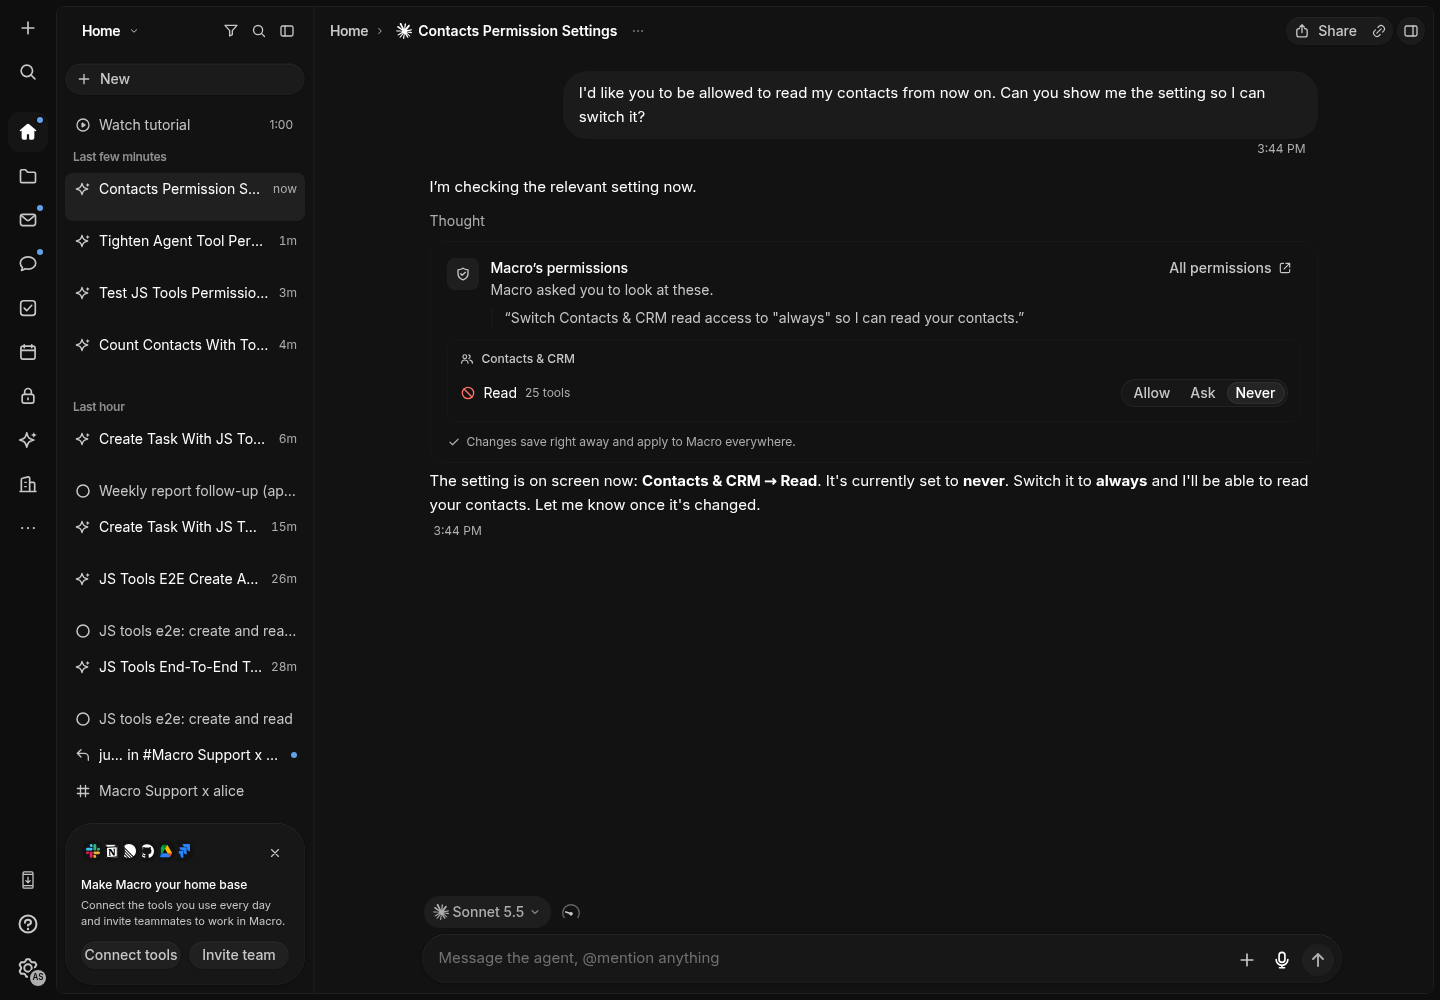 Home
New
Watch tutorial 1:00
Last few minutes
Contacts Permission S... now
Tighten Agent Tool Per... 1m
Test JS Tools Permissio... 3m
Count Contacts With To... 4m
Last hour
Create Task With JS To... 6m
Weekly report follow-up (ap...
Create Task With JS T... 15m
JS Tools E2E Create A... 26m
JS tools e2e: create and rea...
JS Tools End-To-End T... 28m
JS tools e2e: create and read
ju... in #Macro Support x ...
Macro Support x alice
Make Macro your home base
Connect the tools you use every day
and invite teammates to work in Macro.
Connect tools Invite team
AS
Home > Contacts Permission Settings ...
Share
I'd like you to be allowed to read my contacts from now on. Can you show me the setting so I can
switch it?
3:44 PM
I’m checking the relevant setting now.
Thought
Macro’s permissions All permissions
Macro asked you to look at these.
“Switch Contacts & CRM read access to "always" so I can read your contacts.”
Contacts & CRM
Read 25 tools Allow Ask Never
Changes save right away and apply to Macro everywhere.
The setting is on screen now: Contacts & CRM → Read. It's currently set to never. Switch it to always and I'll be able to read
your contacts. Let me know once it's changed.
3:44 PM
Sonnet 5.5
Message the agent, @mention anything